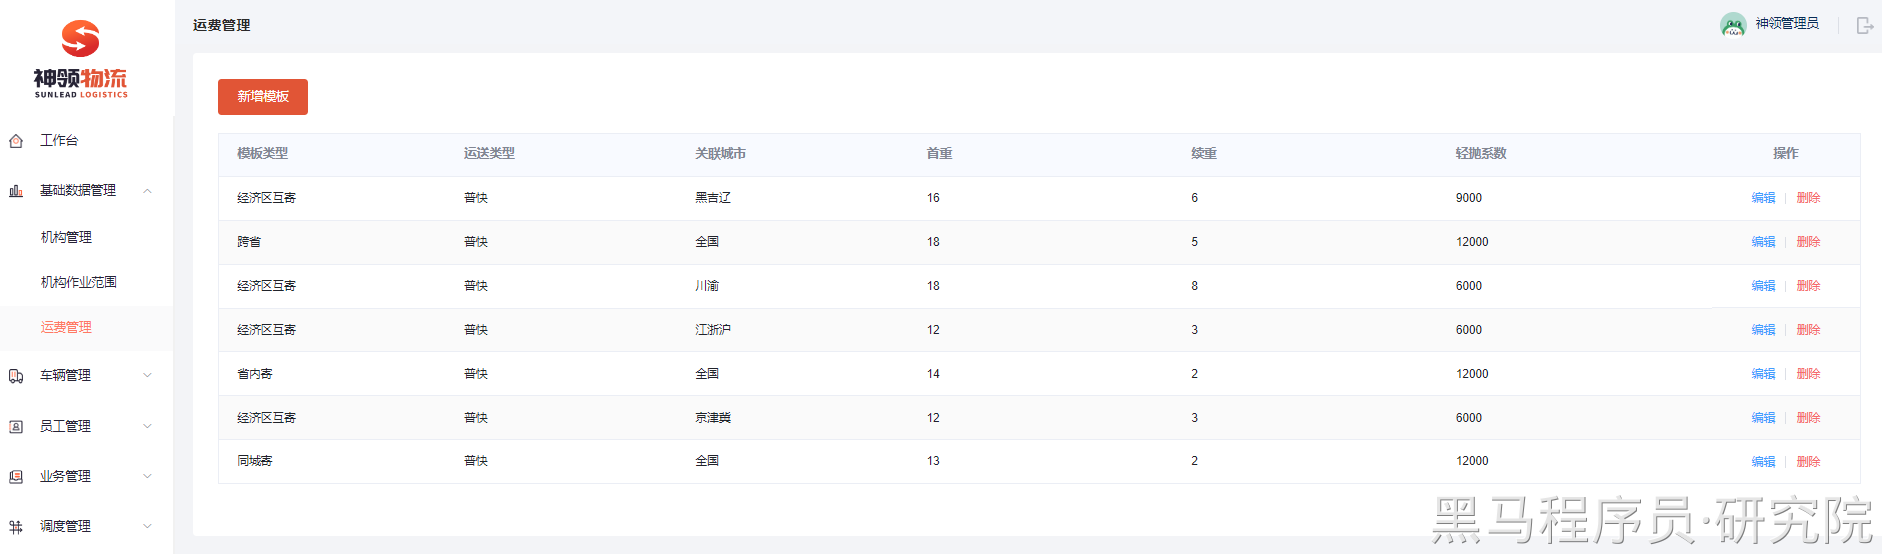 神领物流
SUNLEAD LOGISTICS
工作台
基础数据管理
机构管理
机构作业范围
运费管理
车辆管理
员工管理
业务管理
调度管理
运费管理
神领管理员
新增模板
模板类型 运送类型 关联城市 首重 续重 轻抛系数 操作
经济区互寄 普快 黑吉辽 16 6 9000 编辑 删除
跨省 普快 全国 18 5 12000 编辑 删除
经济区互寄 普快 川渝 18 8 6000 编辑 删除
经济区互寄 普快 江浙沪 12 3 6000 编辑 删除
省内寄 普快 全国 14 2 12000 编辑 删除
经济区互寄 普快 京津冀 12 3 6000 编辑 删除
同城寄 普快 全国 13 2 12000 编辑 删除
黑马程序员·研究院